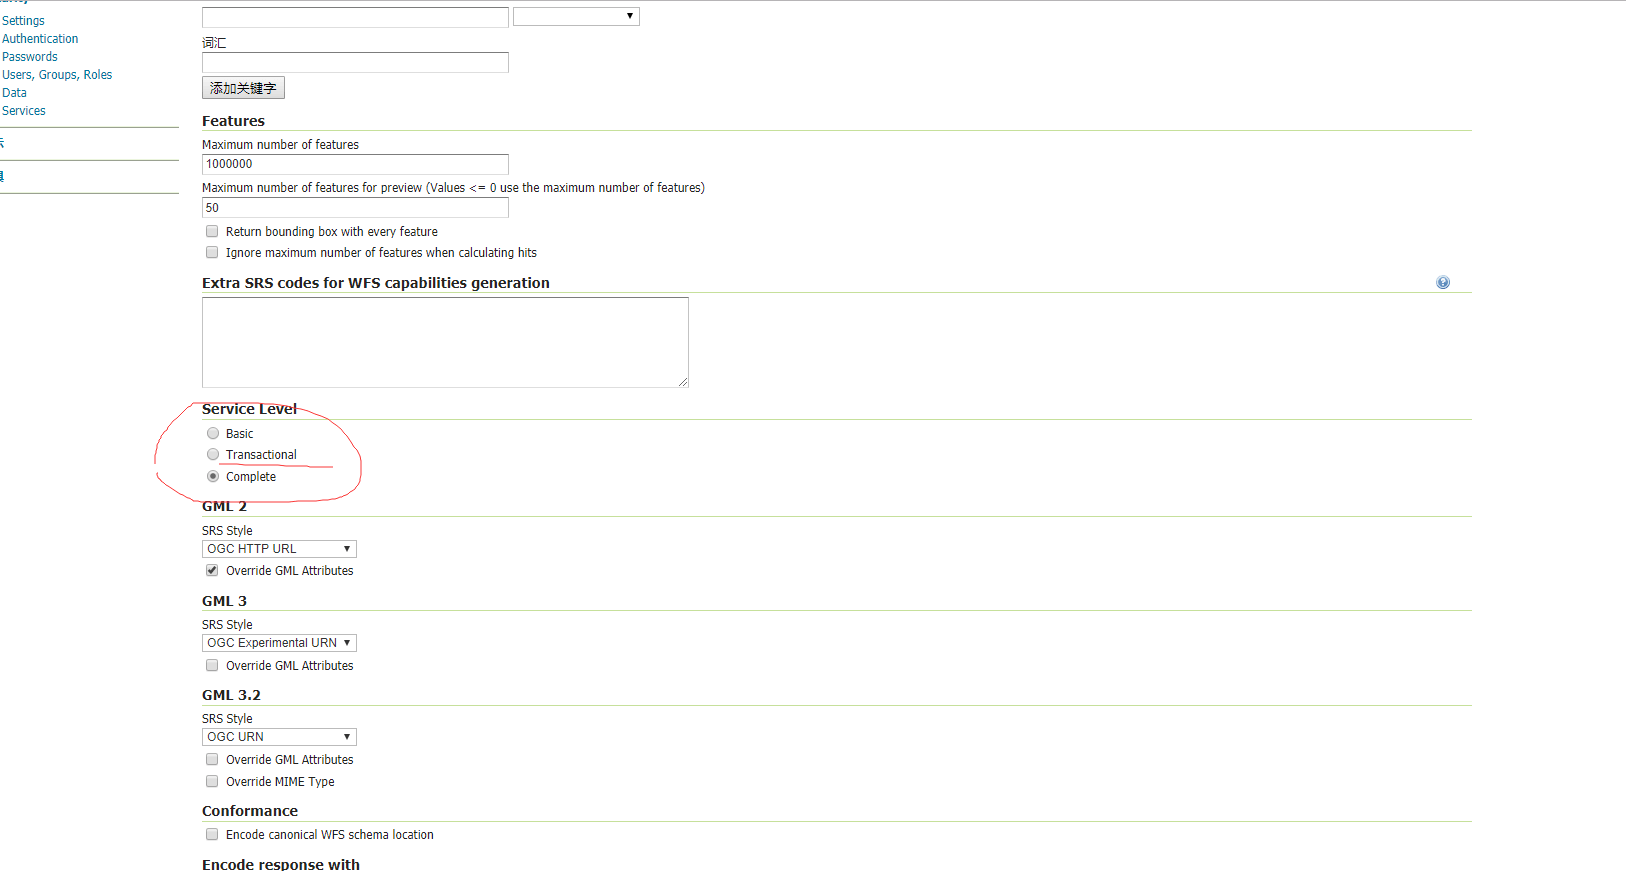 Settings
Authentication
Passwords
Users, Groups, Roles
Data
Services
词汇
添加关键字
Features
Maximum number of features
1000000
Maximum number of features for preview (Values <= 0 use the maximum number of features)
50
Return bounding box with every feature
Ignore maximum number of features when calculating hits
Extra SRS codes for WFS capabilities generation
Service Level
Basic
Transactional
Complete
GML 2
SRS Style
OGC HTTP URL
Override GML Attributes
GML 3
SRS Style
OGC Experimental URN
Override GML Attributes
GML 3.2
SRS Style
OGC URN
Override GML Attributes
Override MIME Type
Conformance
Encode canonical WFS schema location
Encode response with